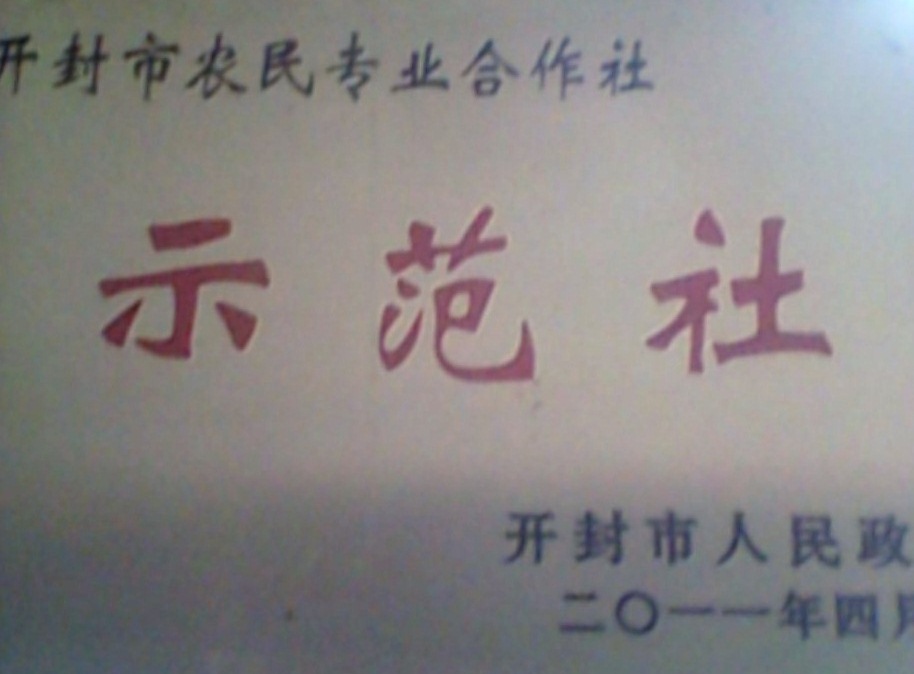 开封市农民专业合作社
示范社
开封市人民政
二〇一一年四月